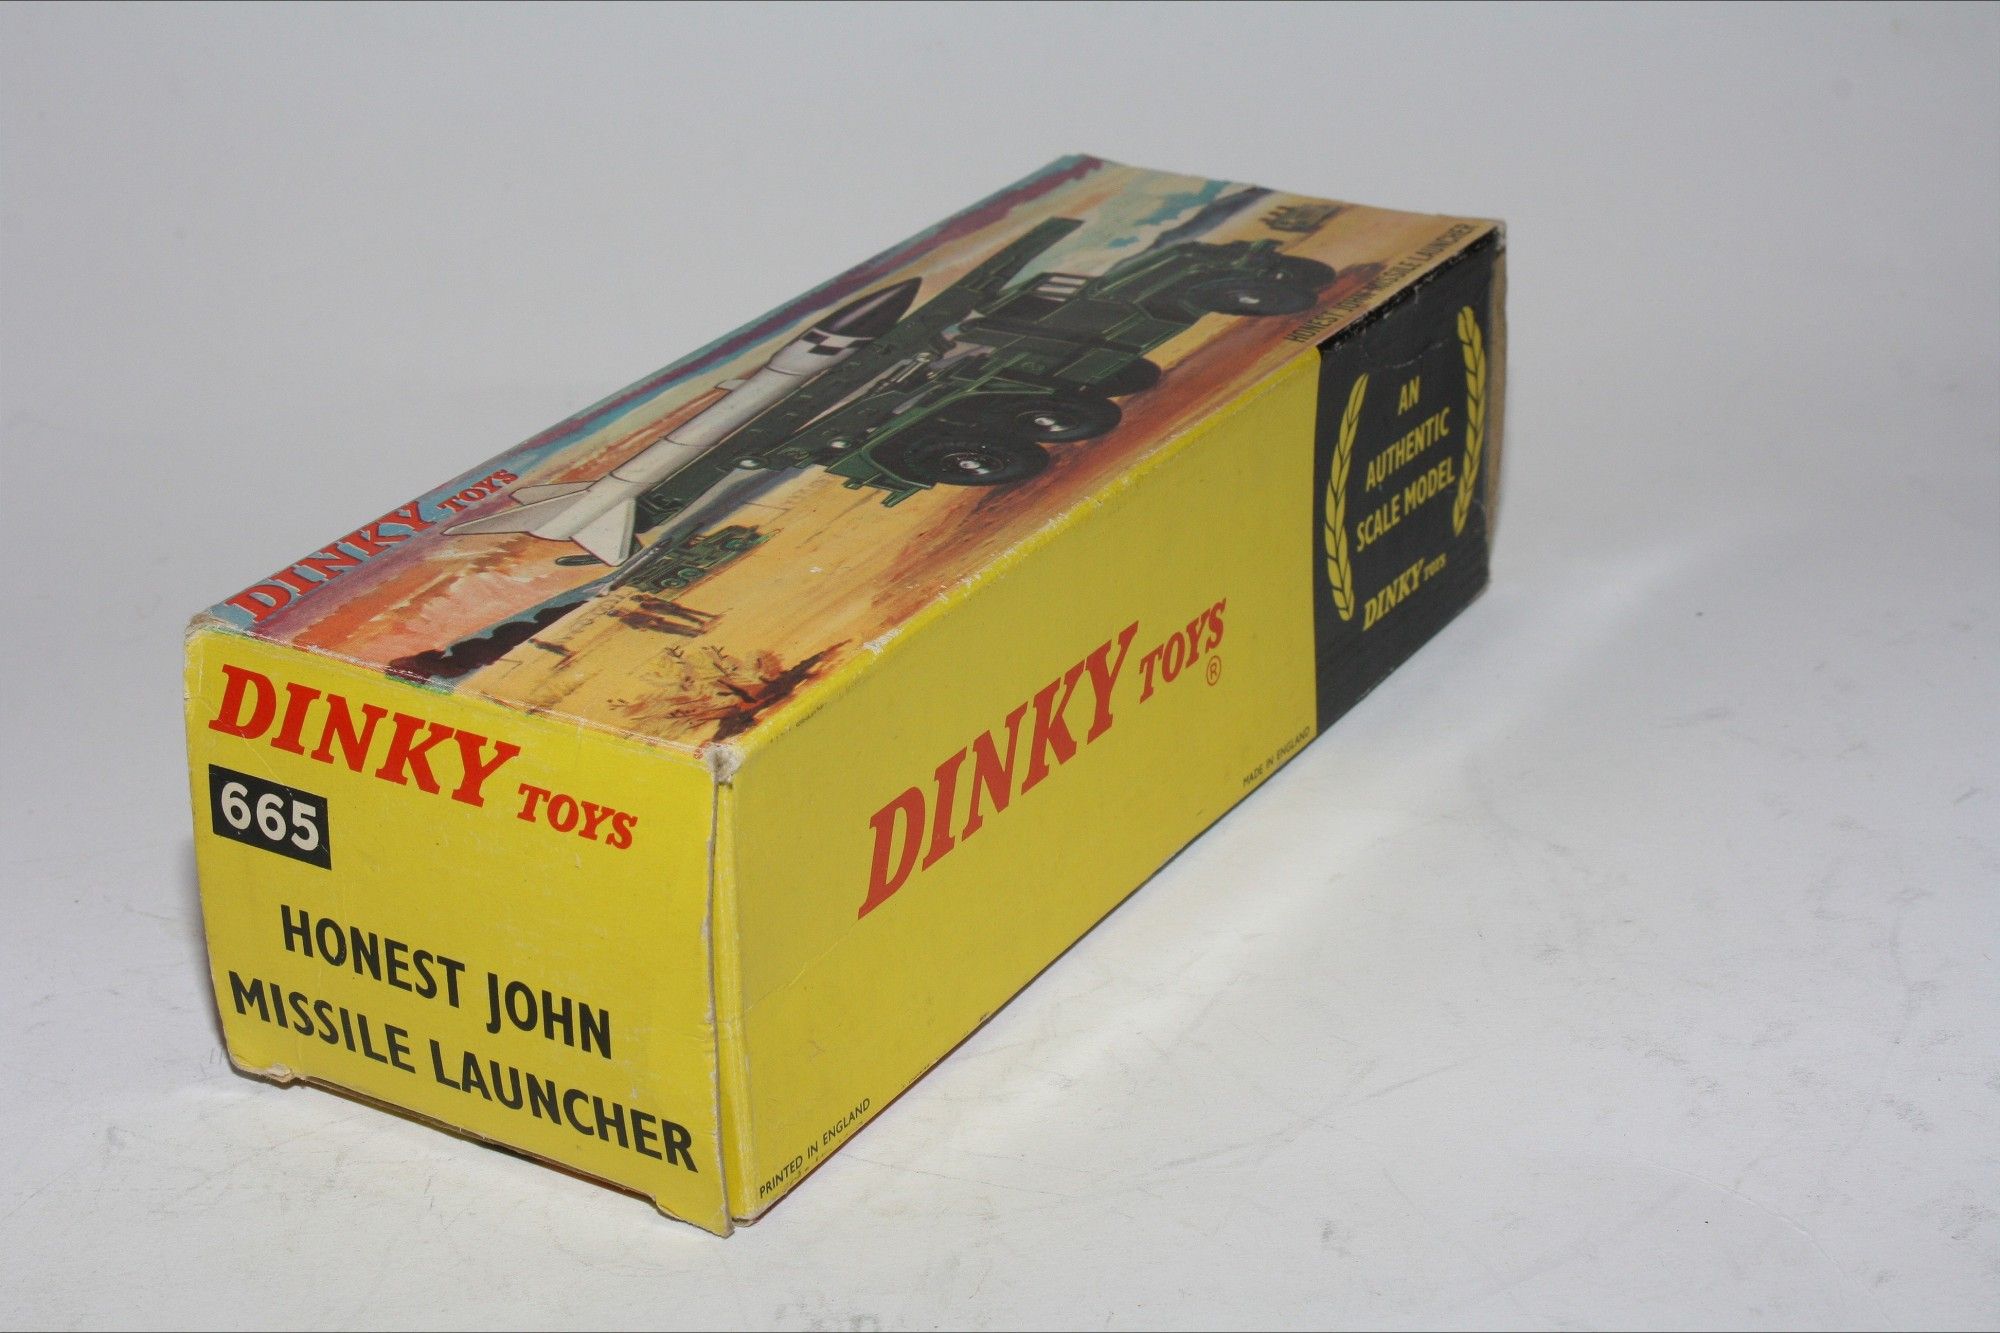 DINKY TOYS
HONEST JOHN MISSILE LAUNCHER
DINKY TOYS
665
HONEST JOHN
MISSILE LAUNCHER
DINKY TOYS®
PRINTED IN ENGLAND
MADE IN ENGLAND
AN
AUTHENTIC
SCALE MODEL
DINKY TOYS